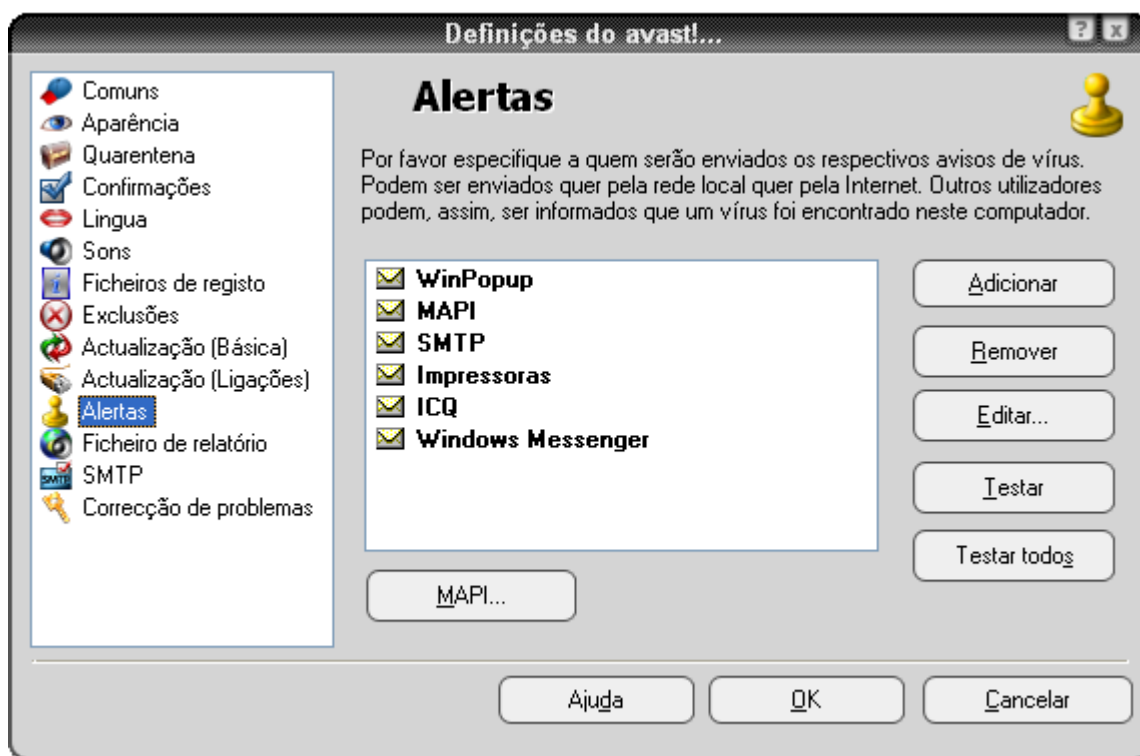 Definições do avast!...
? x
Comuns
Aparência
Quarentena
Confirmações
Lingua
Sons
Ficheiros de registo
Exclusões
Actualização (Básica)
Actualização (Ligações)
Alertas
Ficheiro de relatório
SMTP
SMTP
Correcção de problemas
Alertas
Por favor especifique a quem serão enviados os respectivos avisos de vírus.
Podem ser enviados quer pela rede local quer pela Internet. Outros utilizadores
podem, assim, ser informados que um vírus foi encontrado neste computador.
WinPopup
MAPI
SMTP
Impressoras
ICQ
Windows Messenger
Adicionar
Remover
Editar...
Testar
Testar todos
MAPI...
Ajuda
OK
Cancelar